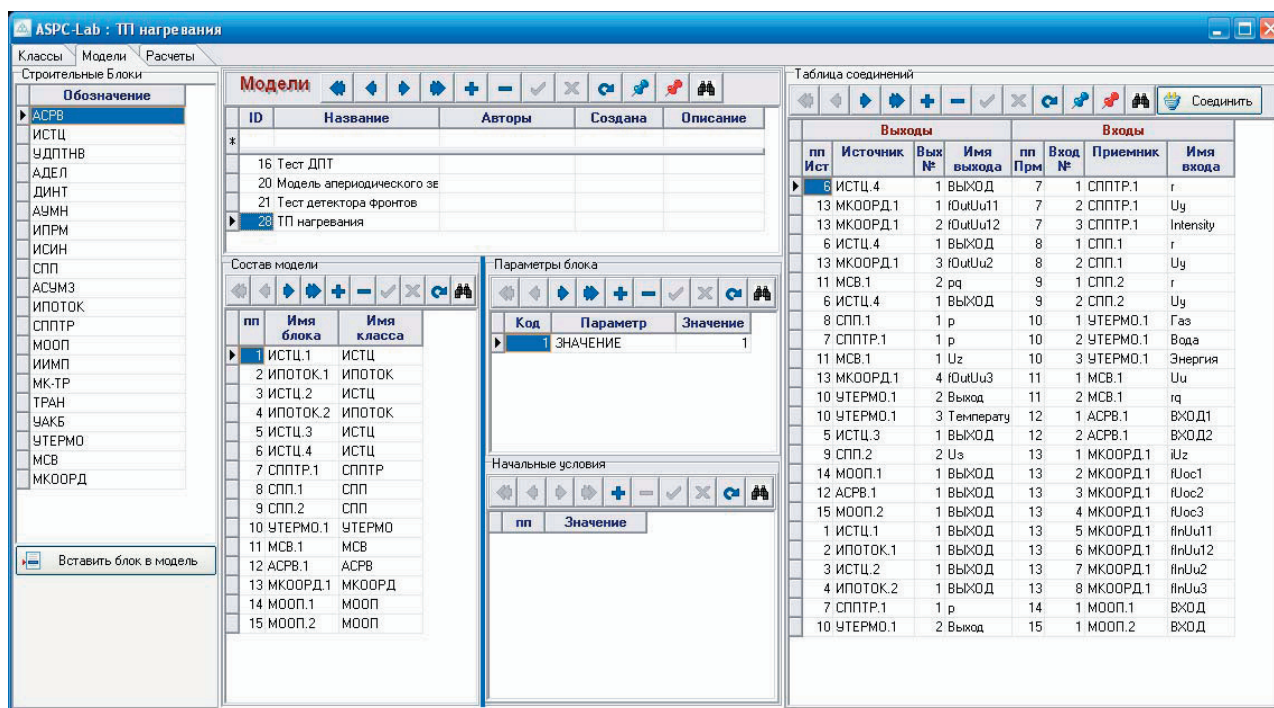 ASPC-Lab : ТП нагревания
Классы Модели Расчеты
Строительные Блоки
Обозначение
АСРВ
ИСТЦ
УДПТНВ
АДЕЛ
ДИНТ
АУМН
ИПРМ
ИСИН
СПП
АСУМЗ
ИПОТОК
СППТР
МООП
ИИМП
МК-ТР
ТРАН
УАКБ
УТЕРМО
МСВ
МКООРД
Вставить блок в модель
Модели
ID Название Авторы Создана Описание
*
16 Тест ДПТ
20 Модель апериодического зе
21 Тест детектора фронтов
28 ТП нагревания
Состав модели
пп Имя блока Имя класса
1 ИСТЦ.1 ИСТЦ
2 ИПОТОК.1 ИПОТОК
3 ИСТЦ.2 ИСТЦ
4 ИПОТОК.2 ИПОТОК
5 ИСТЦ.3 ИСТЦ
6 ИСТЦ.4 ИСТЦ
7 СППТР.1 СППТР
8 СПП.1 СПП
9 СПП.2 СПП
10 УТЕРМО.1 УТЕРМО
11 МСВ.1 МСВ
12 АСРВ.1 АСРВ
13 МКООРД.1 МКООРД
14 МООП.1 МООП
15 МООП.2 МООП
Параметры блока
Код Параметр Значение
1 ЗНАЧЕНИЕ 1
Начальные условия
пп Значение
Таблица соединений
Соединить
Выходы Входы
пп Ист Источник Вых № Имя выхода пп Прм Вход № Приемник Имя входа
6 ИСТЦ.4 1 ВЫХОД 7 1 СППТР.1 r
13 МКООРД.1 1 fOutUu11 7 2 СППТР.1 Uy
13 МКООРД.1 2 fOutUu12 7 3 СППТР.1 Intensity
6 ИСТЦ.4 1 ВЫХОД 8 1 СПП.1 r
13 МКООРД.1 3 fOutUu2 8 2 СПП.1 Uy
11 МСВ.1 2 pq 9 1 СПП.2 r
6 ИСТЦ.4 1 ВЫХОД 9 2 СПП.2 Uy
8 СПП.1 1 p 10 1 УТЕРМО.1 Газ
7 СППТР.1 1 p 10 2 УТЕРМО.1 Вода
11 МСВ.1 1 Uz 10 3 УТЕРМО.1 Энергия
13 МКООРД.1 4 fOutUu3 11 1 МСВ.1 Uu
10 УТЕРМО.1 2 Выход 11 2 МСВ.1 rq
10 УТЕРМО.1 3 Температу 12 1 АСРВ.1 ВХОД1
5 ИСТЦ.3 1 ВЫХОД 12 2 АСРВ.1 ВХОД2
9 СПП.2 2 Uз 13 1 МКООРД.1 iUz
14 МООП.1 1 ВЫХОД 13 2 МКООРД.1 fUoc1
12 АСРВ.1 1 ВЫХОД 13 3 МКООРД.1 fUoc2
15 МООП.2 1 ВЫХОД 13 4 МКООРД.1 fUoc3
1 ИСТЦ.1 1 ВЫХОД 13 5 МКООРД.1 fInUu11
2 ИПОТОК.1 1 ВЫХОД 13 6 МКООРД.1 fInUu12
3 ИСТЦ.2 1 ВЫХОД 13 7 МКООРД.1 fInUu2
4 ИПОТОК.2 1 ВЫХОД 13 8 МКООРД.1 fInUu3
7 СППТР.1 1 p 14 1 МООП.1 ВХОД
10 УТЕРМО.1 2 Выход 15 1 МООП.2 ВХОД